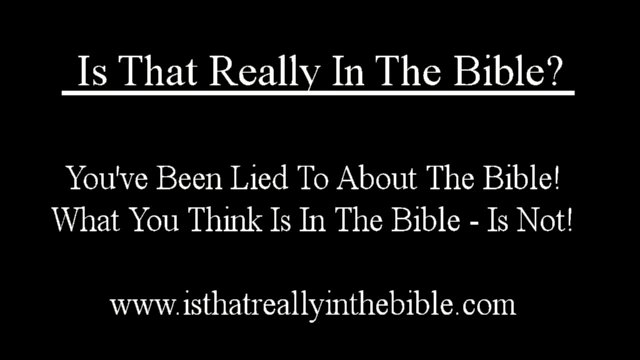 Is That Really In The Bible?
You've Been Lied To About The Bible!
What You Think Is In The Bible - Is Not!
www.isthatreallyinthebible.com